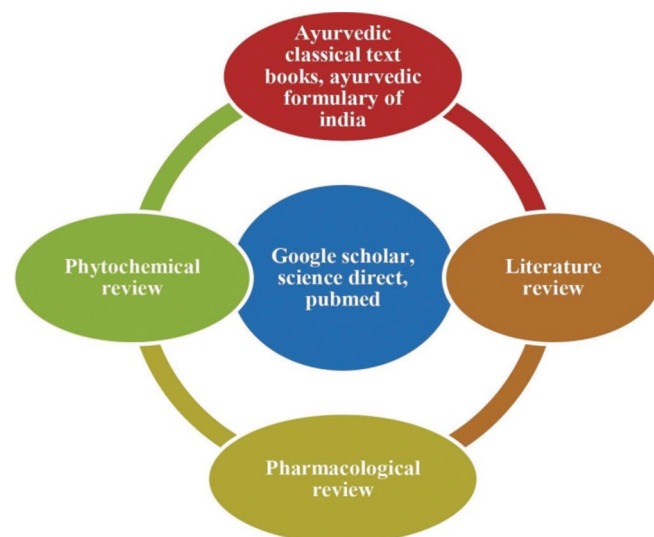 Ayurvedic
classical text
books, ayurvedic
formulary of
india
Phytochemical
review
Google scholar,
science direct,
pubmed
Literature
review
Pharmacological
review